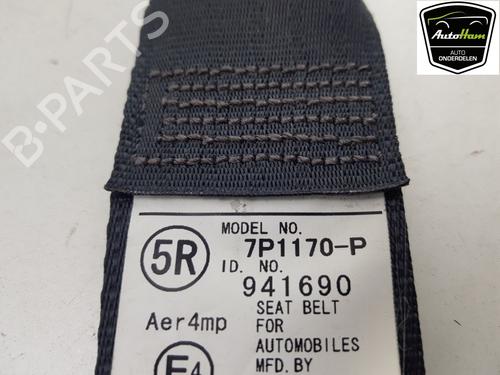 AutoHam
AUTO
ONDERDELEN
B-PARTS
MODEL NO.
5R
7P1170-P
ID. NO.
941690
Aer4mp
SEAT BELT
FOR
AUTOMOBILES
E4
MFD. BY